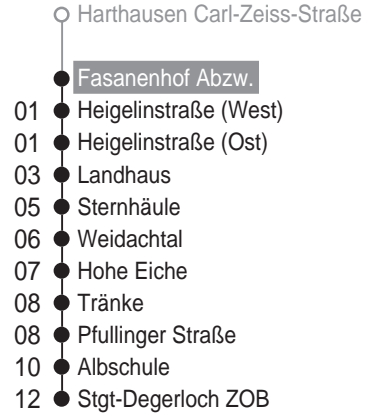 Harthausen Carl-Zeiss-Straße
Fasanenhof Abzw.
01 Heigelinstraße (West)
01 Heigelinstraße (Ost)
03 Landhaus
05 Sternhäule
06 Weidachtal
07 Hohe Eiche
08 Tränke
08 Pfullinger Straße
10 Albschule
12 Stgt-Degerloch ZOB